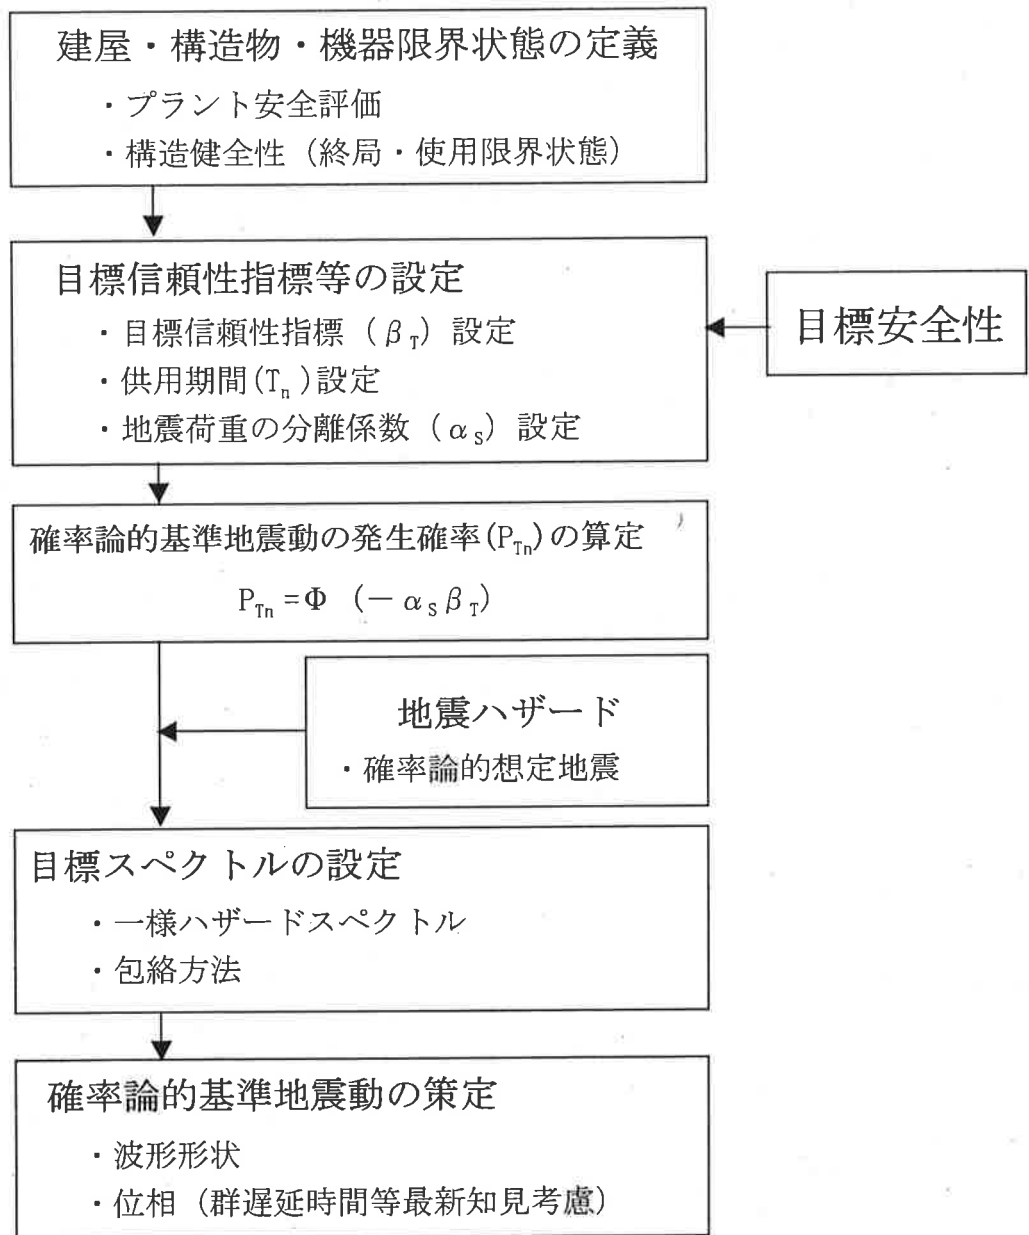 建屋・構造物・機器限界状態の定義
・プラント安全評価
・構造健全性（終局・使用限界状態）
目標信頼性指標等の設定
・目標信頼性指標（βT）設定
・供用期間(Tn)設定
・地震荷重の分離係数（αS）設定
目標安全性
確率論的基準地震動の発生確率(PTn)の算定
PTn＝Φ （－αSβT）
地震ハザード
・確率論的想定地震
目標スペクトルの設定
・一様ハザードスペクトル
・包絡方法
確率論的基準地震動の策定
・波形形状
・位相（群遅延時間等最新知見考慮）